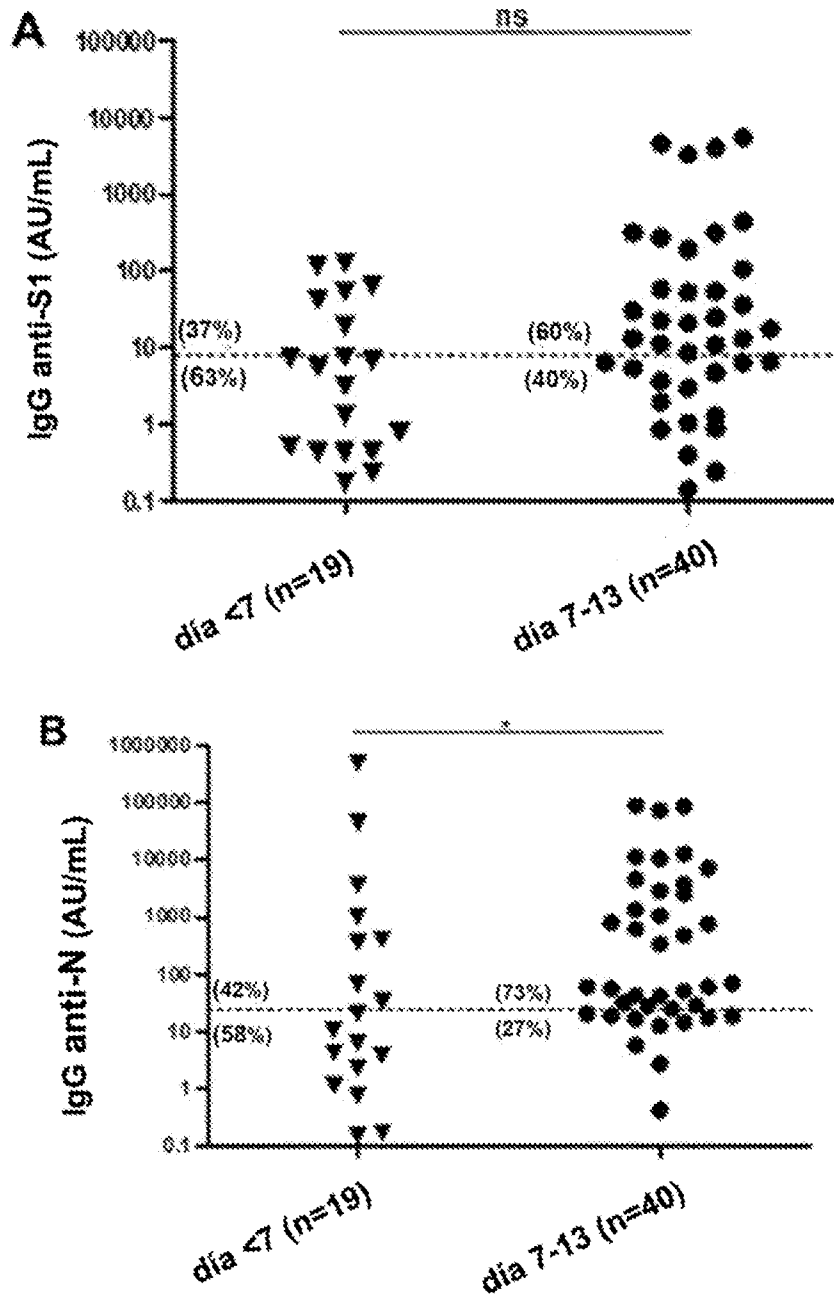 A
ns
100000
10000
1000
100
10
1
0.1
IgG anti-S1 (AU/mL)
(37%)
(63%)
(60%)
(40%)
día <7 (n=19)
día 7-13 (n=40)
B
*
1000000
100000
10000
1000
100
10
1
0.1
IgG anti-N (AU/mL)
(42%)
(58%)
(73%)
(27%)
día <7 (n=19)
día 7-13 (n=40)